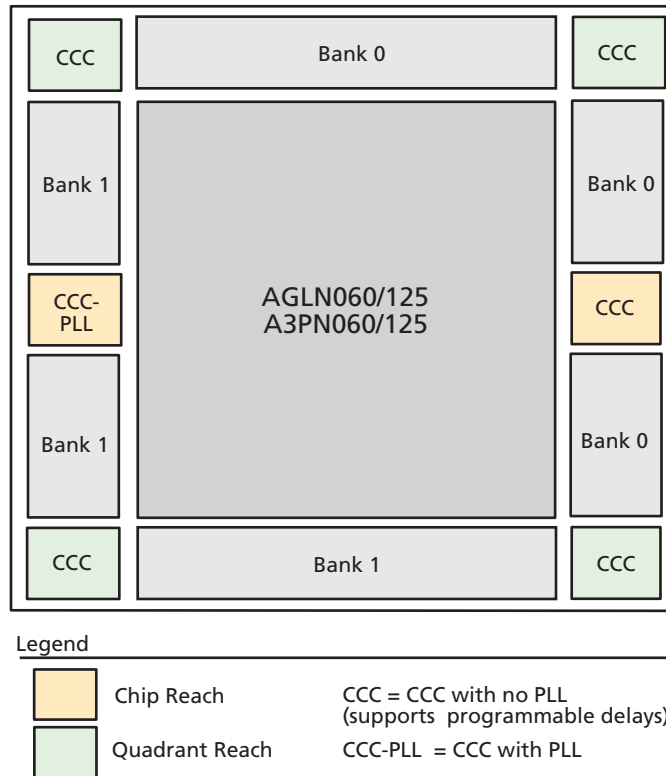 CCC
Bank 0
CCC
Bank 1
Bank 0
CCC-
PLL
AGLN060/125
A3PN060/125
CCC
Bank 1
Bank 0
CCC
Bank 1
CCC
Legend
Chip Reach
CCC = CCC with no PLL
(supports programmable delays)
Quadrant Reach
CCC-PLL = CCC with PLL